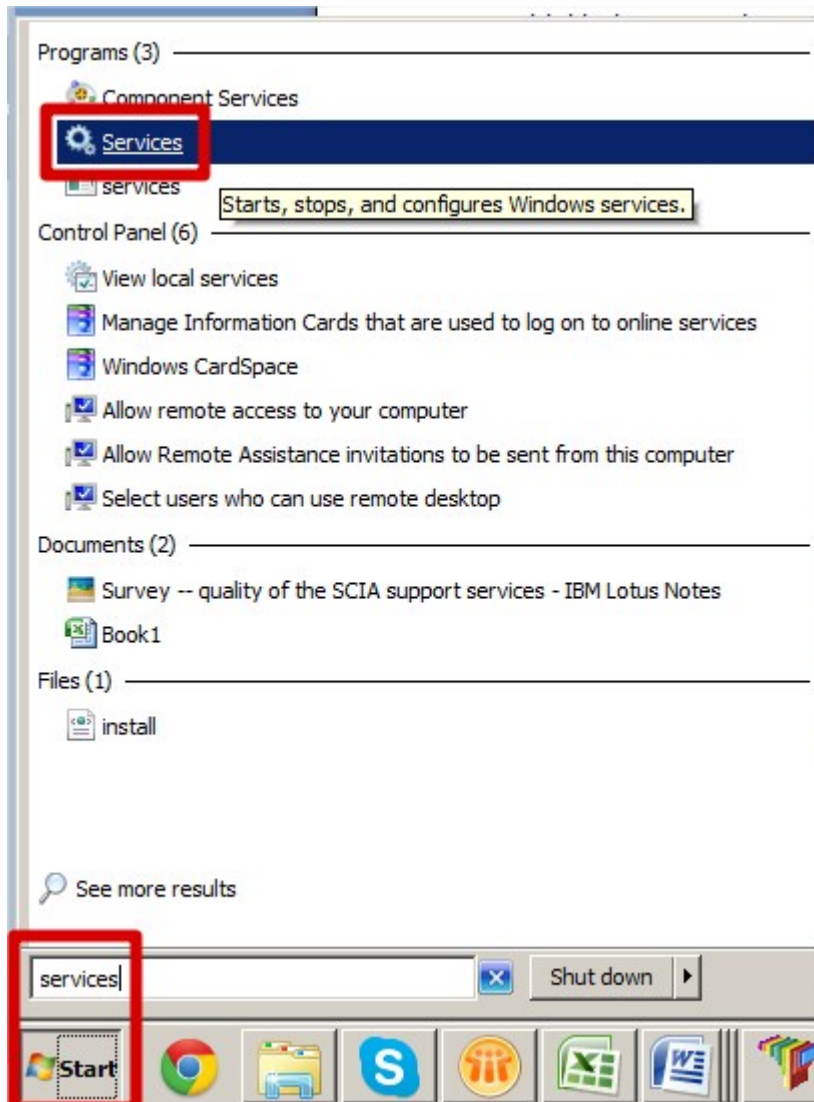 Programs (3)
Component Services
Services
services
Starts, stops, and configures Windows services.
Control Panel (6)
View local services
Manage Information Cards that are used to log on to online services
Windows CardSpace
Allow remote access to your computer
Allow Remote Assistance invitations to be sent from this computer
Select users who can use remote desktop
Documents (2)
Survey -- quality of the SCIA support services - IBM Lotus Notes
Book1
Files (1)
install
See more results
services
Shut down
Start